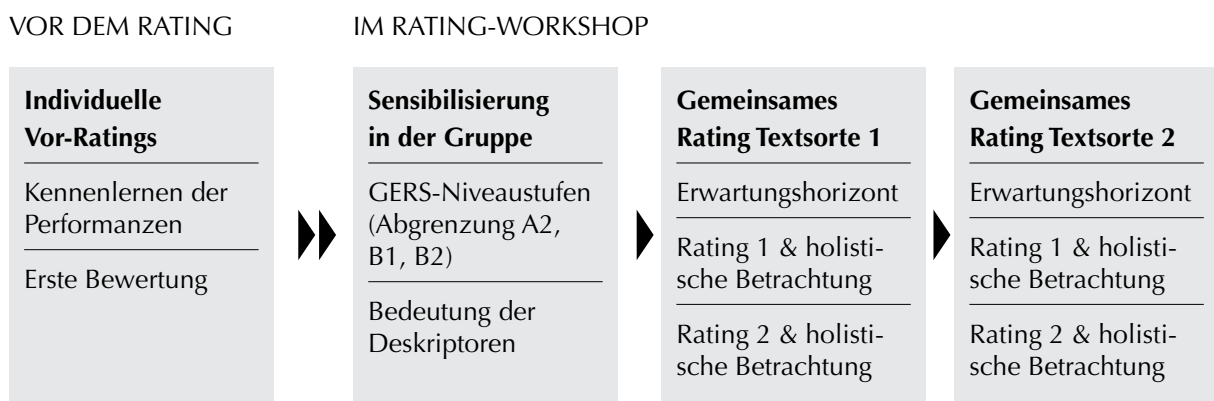 VOR DEM RATING
IM RATING-WORKSHOP
Individuelle
Vor-Ratings
Kennenlernen der
Performanzen
Erste Bewertung
Sensibilisierung
in der Gruppe
GERS-Niveaustufen
(Abgrenzung A2,
B1, B2)
Bedeutung der
Deskriptoren
Gemeinsames
Rating Textsorte 1
Erwartungshorizont
Rating 1 & holisti-
sche Betrachtung
Rating 2 & holisti-
sche Betrachtung
Gemeinsames
Rating Textsorte 2
Erwartungshorizont
Rating 1 & holisti-
sche Betrachtung
Rating 2 & holisti-
sche Betrachtung